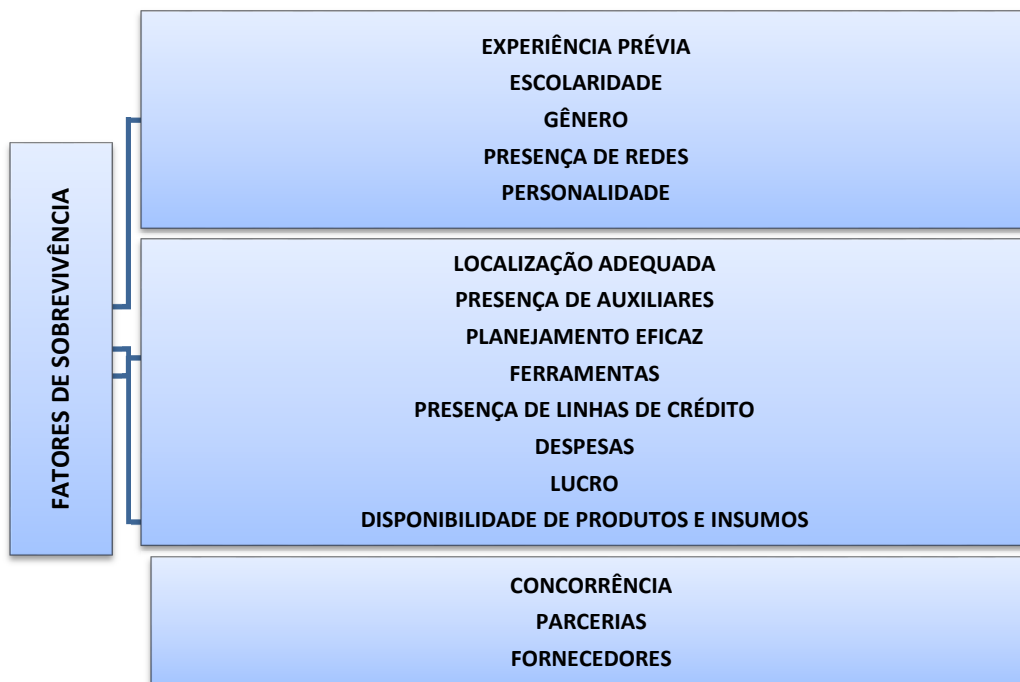 FATORES DE SOBREVIVÊNCIA
EXPERIÊNCIA PRÉVIA
ESCOLARIDADE
GÊNERO
PRESENÇA DE REDES
PERSONALIDADE
LOCALIZAÇÃO ADEQUADA
PRESENÇA DE AUXILIARES
PLANEJAMENTO EFICAZ
FERRAMENTAS
PRESENÇA DE LINHAS DE CRÉDITO
DESPESAS
LUCRO
DISPONIBILIDADE DE PRODUTOS E INSUMOS
CONCORRÊNCIA
PARCERIAS
FORNECEDORES